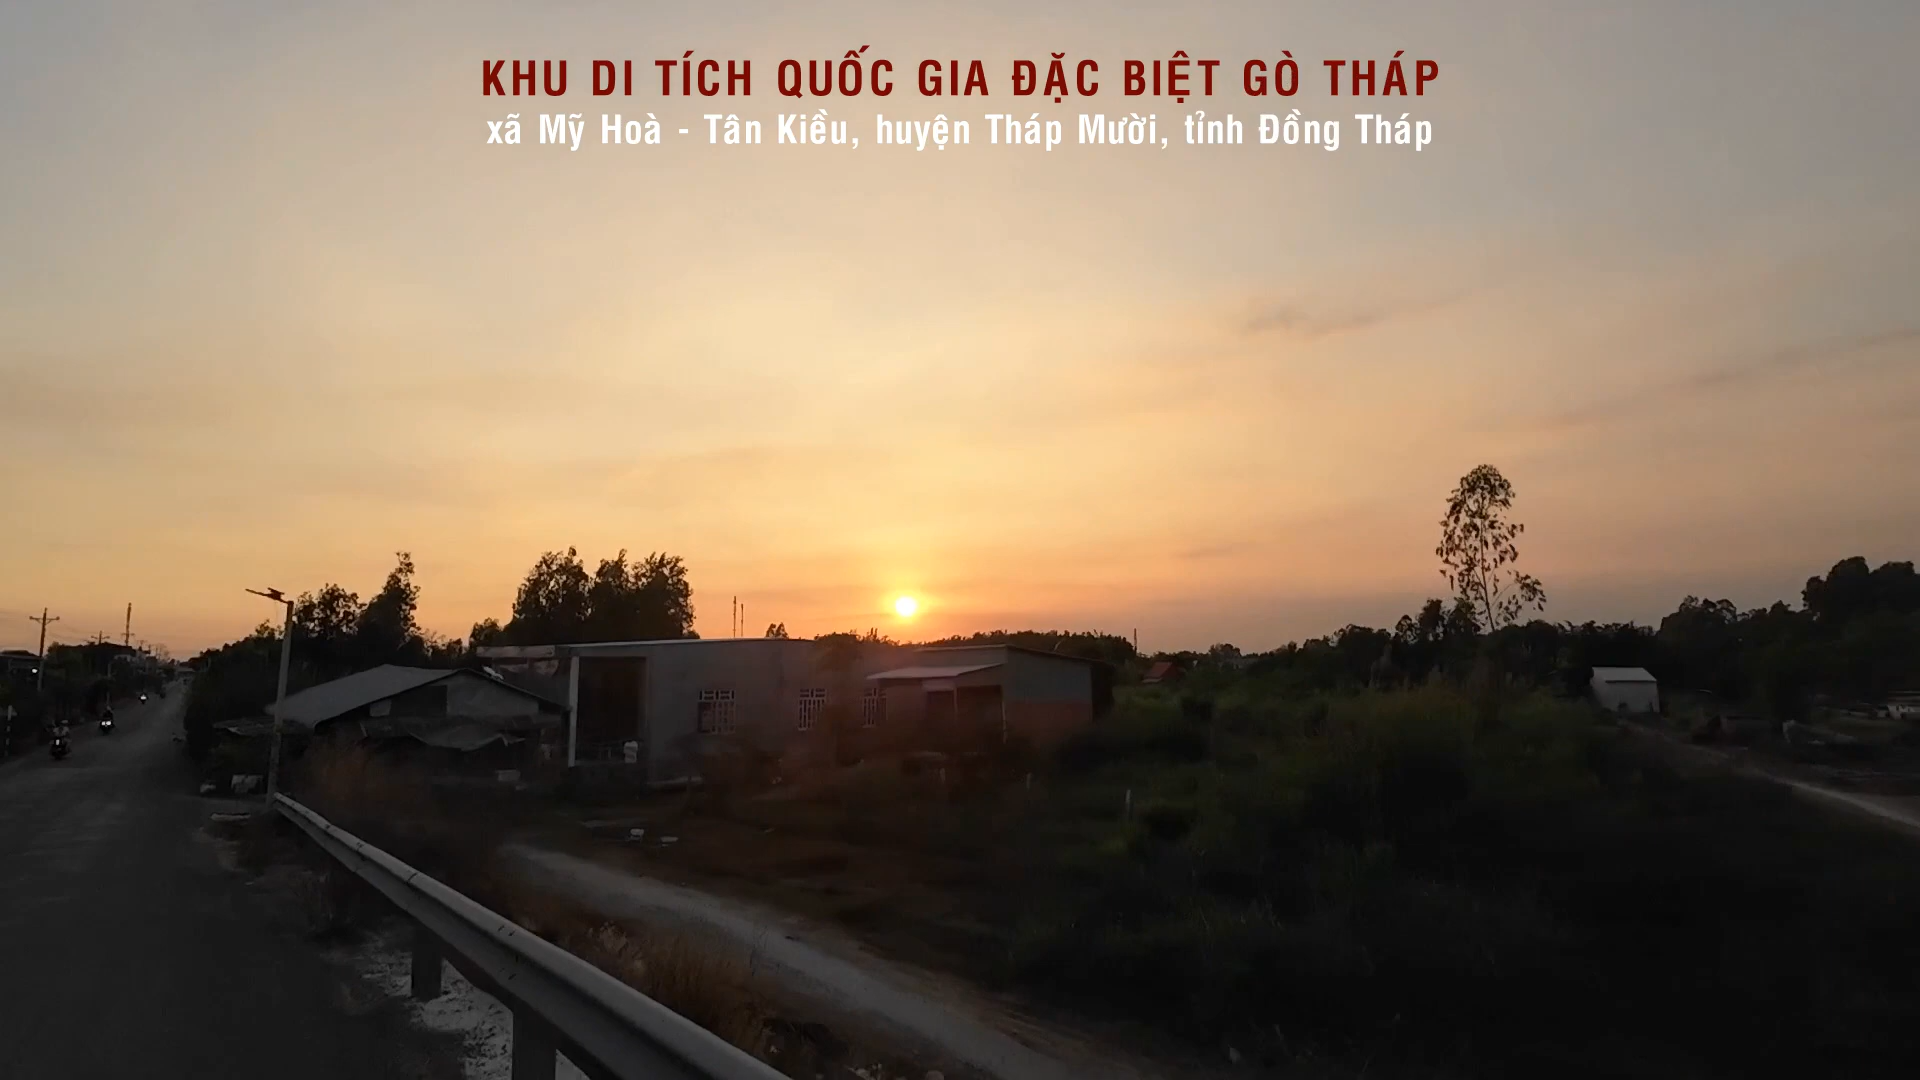 KHU DI TÍCH QUỐC GIA ĐẶC BIỆT GÒ THÁP
xã Mỹ Hoà - Tân Kiều, huyện Tháp Mười, tỉnh Đồng Tháp